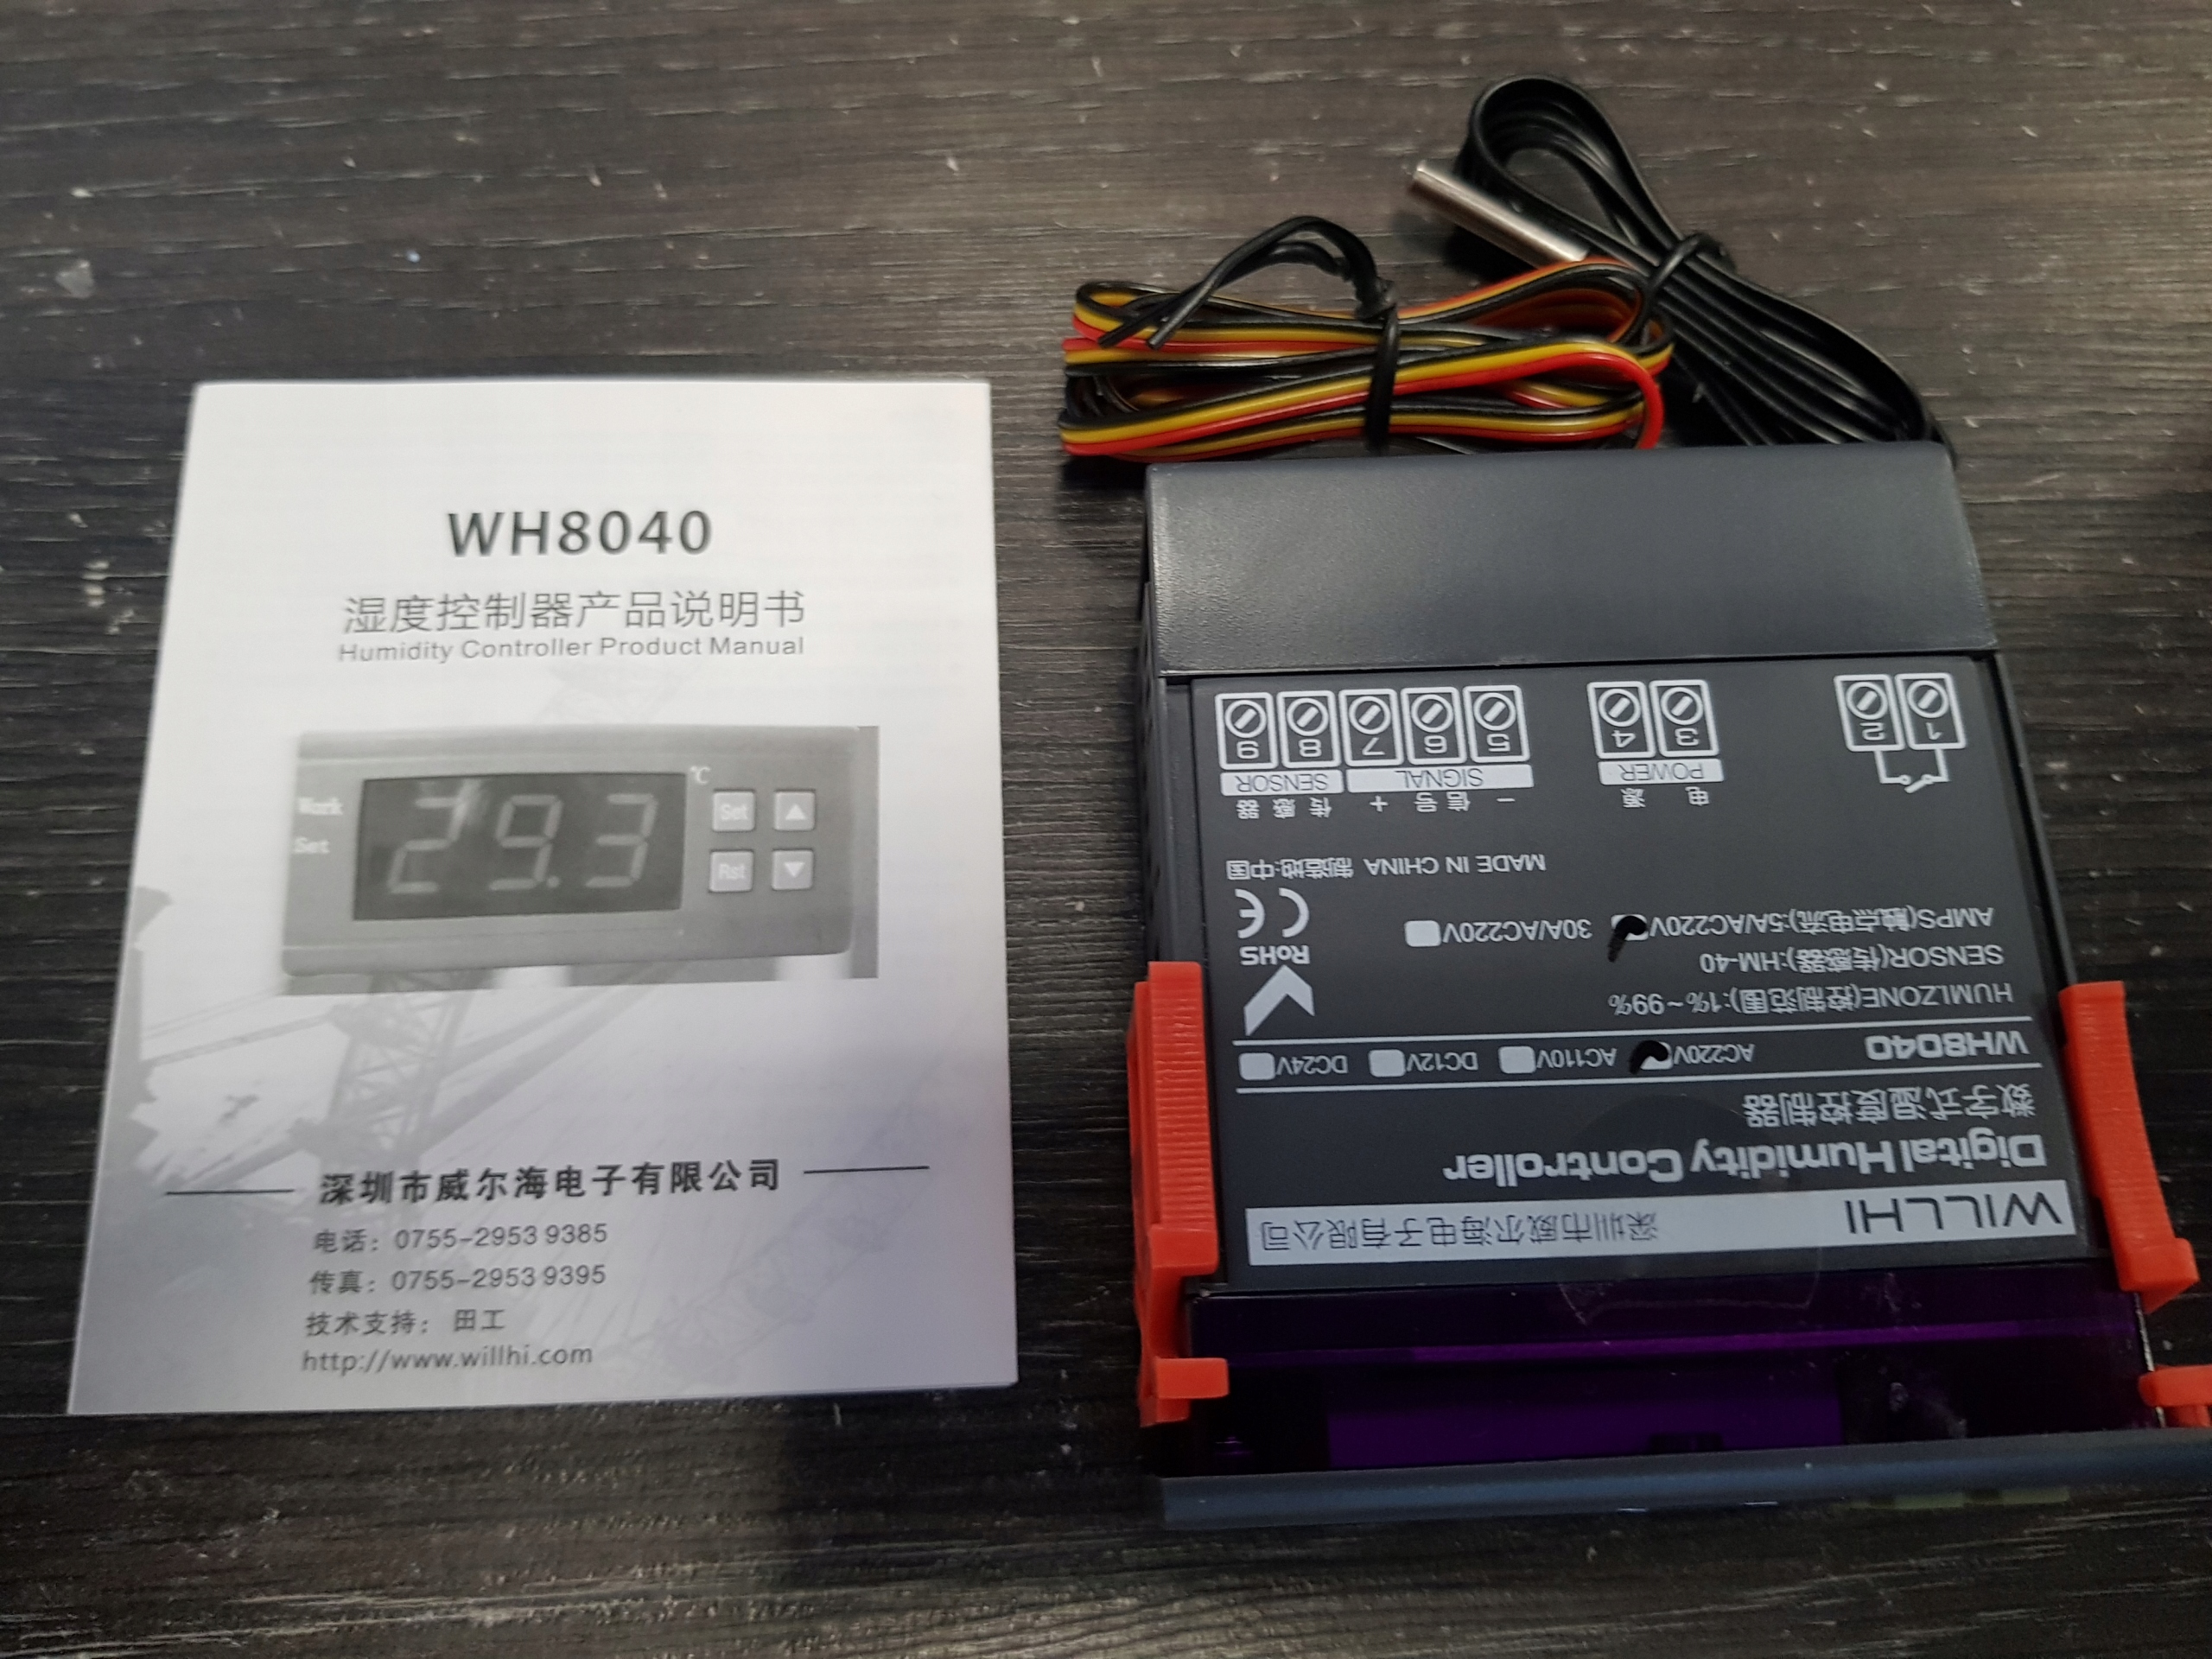 WH8040
湿度控制器产品说明书
Humidity Controller Product Manual
℃
Work
Set
29.3
Set
Rst
深圳市威尔海电子有限公司
电话：0755-2953 9385
传真：0755-2953 9395
技术支持：田工
http://www.willhi.com
WILLHI 深圳市威尔海电子有限公司
Digital Humidity Controller
数字式湿度控制器
WH8040 AC220V AC110V DC12V DC24V
HUMIZONE(控制范围):1%~99%
SENSOR(传感器):HM-40
AMPS(触点电流):5A/AC220V 30A/AC220V
RoHS
CE
MADE IN CHINA 制造地:中国
电 源 - 信 号 + 传 感 器
POWER SIGNAL SENSOR
1 2 3 4 5 6 7 8 9